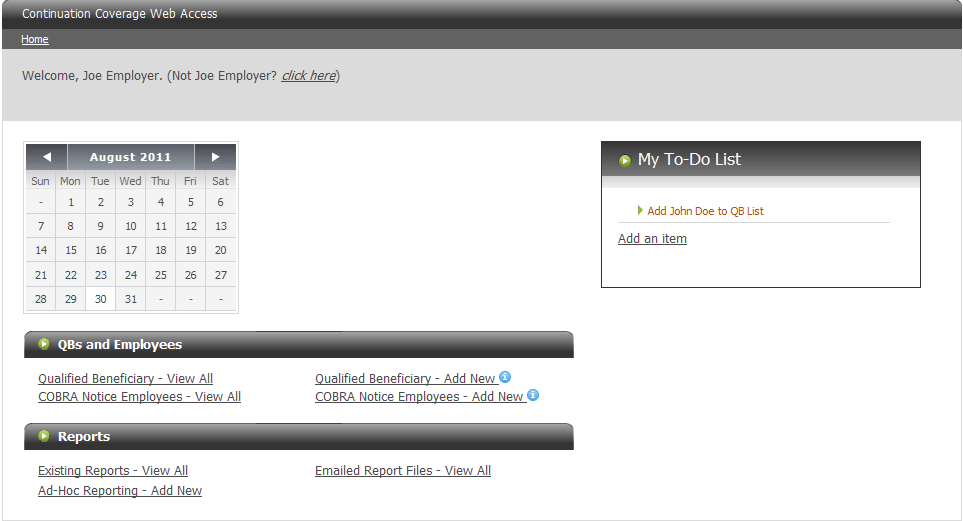 Continuation Coverage Web Access
Home
Welcome, Joe Employer. (Not Joe Employer? click here)
August 2011
Sun Mon Tue Wed Thu Fri Sat
- 1 2 3 4 5 6
7 8 9 10 11 12 13
14 15 16 17 18 19 20
21 22 23 24 25 26 27
28 29 30 31 - - -
My To-Do List
Add John Doe to QB List
Add an item
QBs and Employees
Qualified Beneficiary - View All Qualified Beneficiary - Add New
COBRA Notice Employees - View All COBRA Notice Employees - Add New
Reports
Existing Reports - View All Emailed Report Files - View All
Ad-Hoc Reporting - Add New